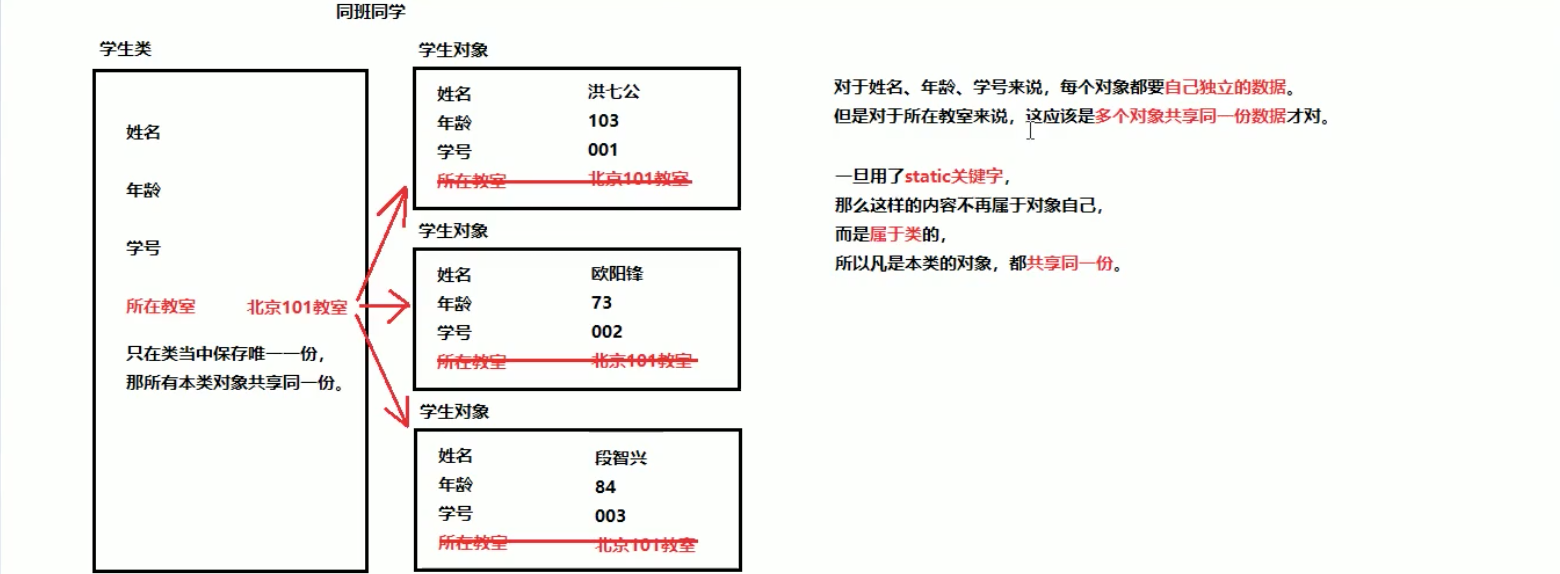 同班同学
学生类
姓名
年龄
学号
所在教室 北京101教室
只在类当中保存唯一一份，
那所有本类对象共享同一份。
学生对象
姓名 洪七公
年龄 103
学号 001
所在教室 北京101教室
学生对象
姓名 欧阳锋
年龄 73
学号 002
所在教室 北京101教室
学生对象
姓名 段智兴
年龄 84
学号 003
所在教室 北京101教室
对于姓名、年龄、学号来说，每个对象都要自己独立的数据。
但是对于所在教室来说，这应该是多个对象共享同一份数据才对。
一旦用了static关键字，
那么这样的内容不再属于对象自己，
而是属于类的，
所以凡是本类的对象，都共享同一份。